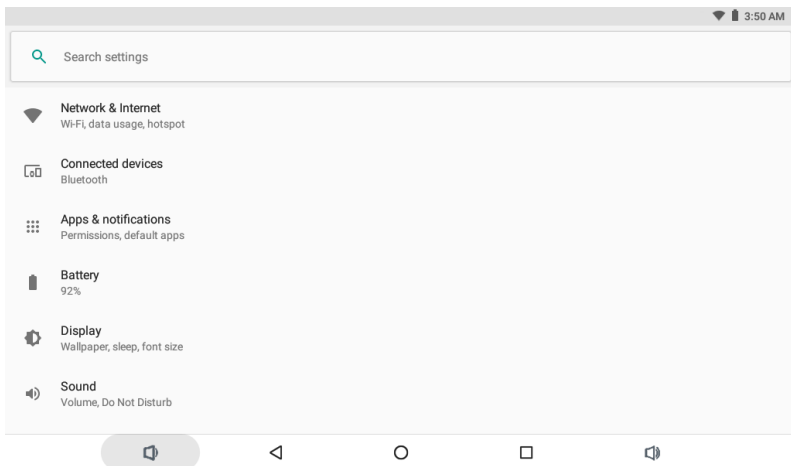 3:50 AM
Search settings
Network & Internet
Wi-Fi, data usage, hotspot
Connected devices
Bluetooth
Apps & notifications
Permissions, default apps
Battery
92%
Display
Wallpaper, sleep, font size
Sound
Volume, Do Not Disturb